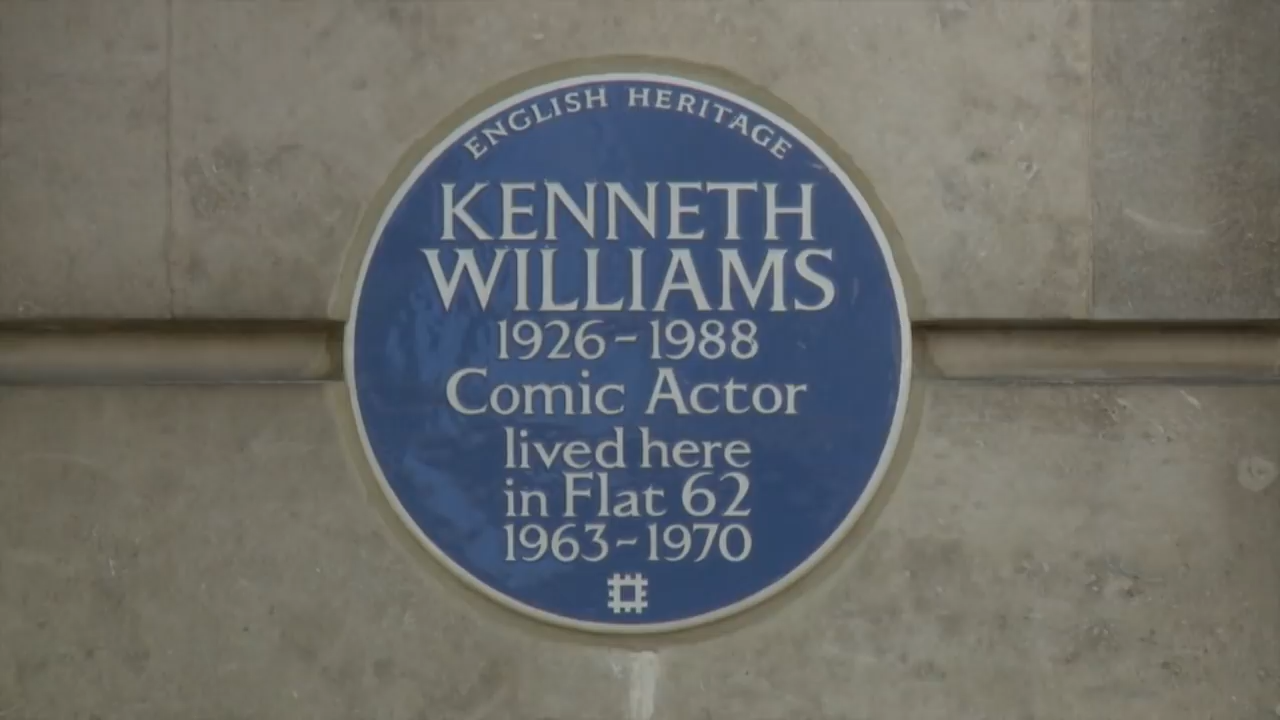 ENGLISH HERITAGE
KENNETH
WILLIAMS
1926-1988
Comic Actor
lived here
in Flat 62
1963-1970